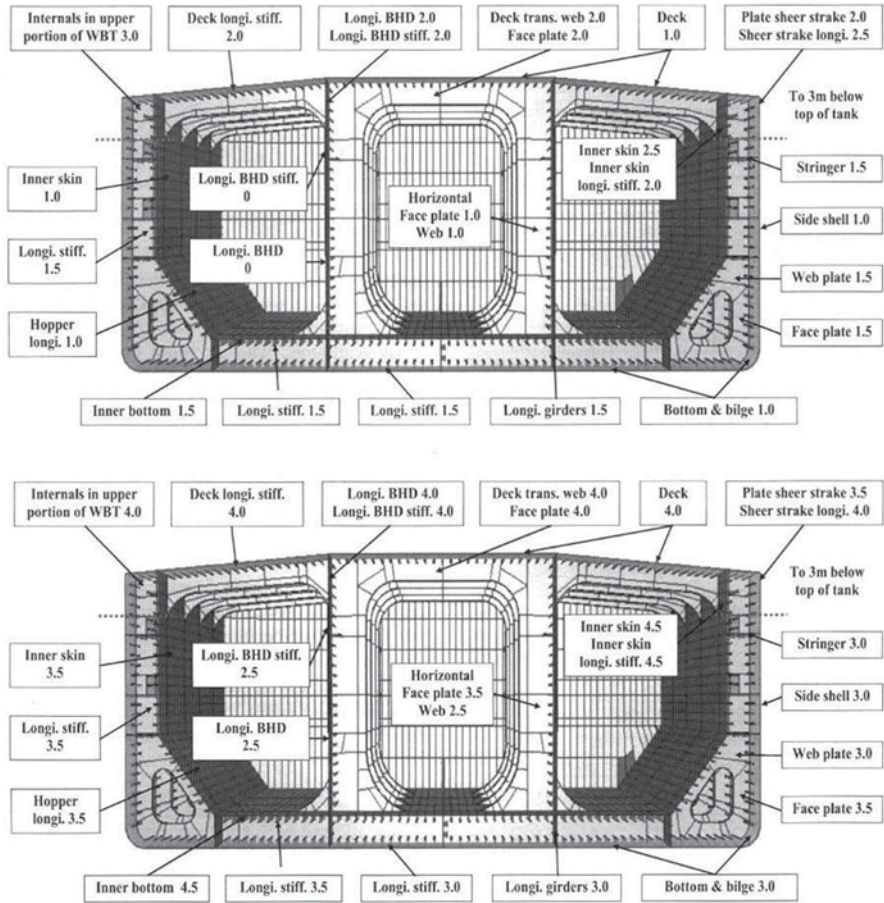 Internals in upper
portion of WBT 3.0
Deck longi. stiff.
2.0
Longi. BHD 2.0
Longi. BHD stiff. 2.0
Deck trans. web 2.0
Face plate 2.0
Deck
1.0
Plate sheer strake 2.0
Sheer strake longi. 2.5
To 3m below
top of tank
Inner skin
1.0
Longi. BHD stiff.
0
Inner skin 2.5
Inner skin
longi. stiff. 2.0
Stringer 1.5
Horizontal
Face plate 1.0
Web 1.0
Side shell 1.0
Longi. stiff.
1.5
Longi. BHD
0
Web plate 1.5
Hopper
longi. 1.0
Face plate 1.5
Inner bottom 1.5
Longi. stiff. 1.5
Longi. stiff. 1.5
Longi. girders 1.5
Bottom & bilge 1.0
Internals in upper
portion of WBT 4.0
Deck longi. stiff.
4.0
Longi. BHD 4.0
Longi. BHD stiff. 4.0
Deck trans. web 4.0
Face plate 4.0
Deck
4.0
Plate sheer strake 3.5
Sheer strake longi. 4.0
To 3m below
top of tank
Inner skin
3.5
Longi. BHD stiff.
2.5
Inner skin 4.5
Inner skin
longi. stiff. 4.5
Stringer 3.0
Horizontal
Face plate 3.5
Web 2.5
Side shell 3.0
Longi. stiff.
3.5
Longi. BHD
2.5
Web plate 3.0
Hopper
longi. 3.5
Face plate 3.5
Inner bottom 4.5
Longi. stiff. 3.5
Longi. stiff. 3.0
Longi. girders 3.0
Bottom & bilge 3.0